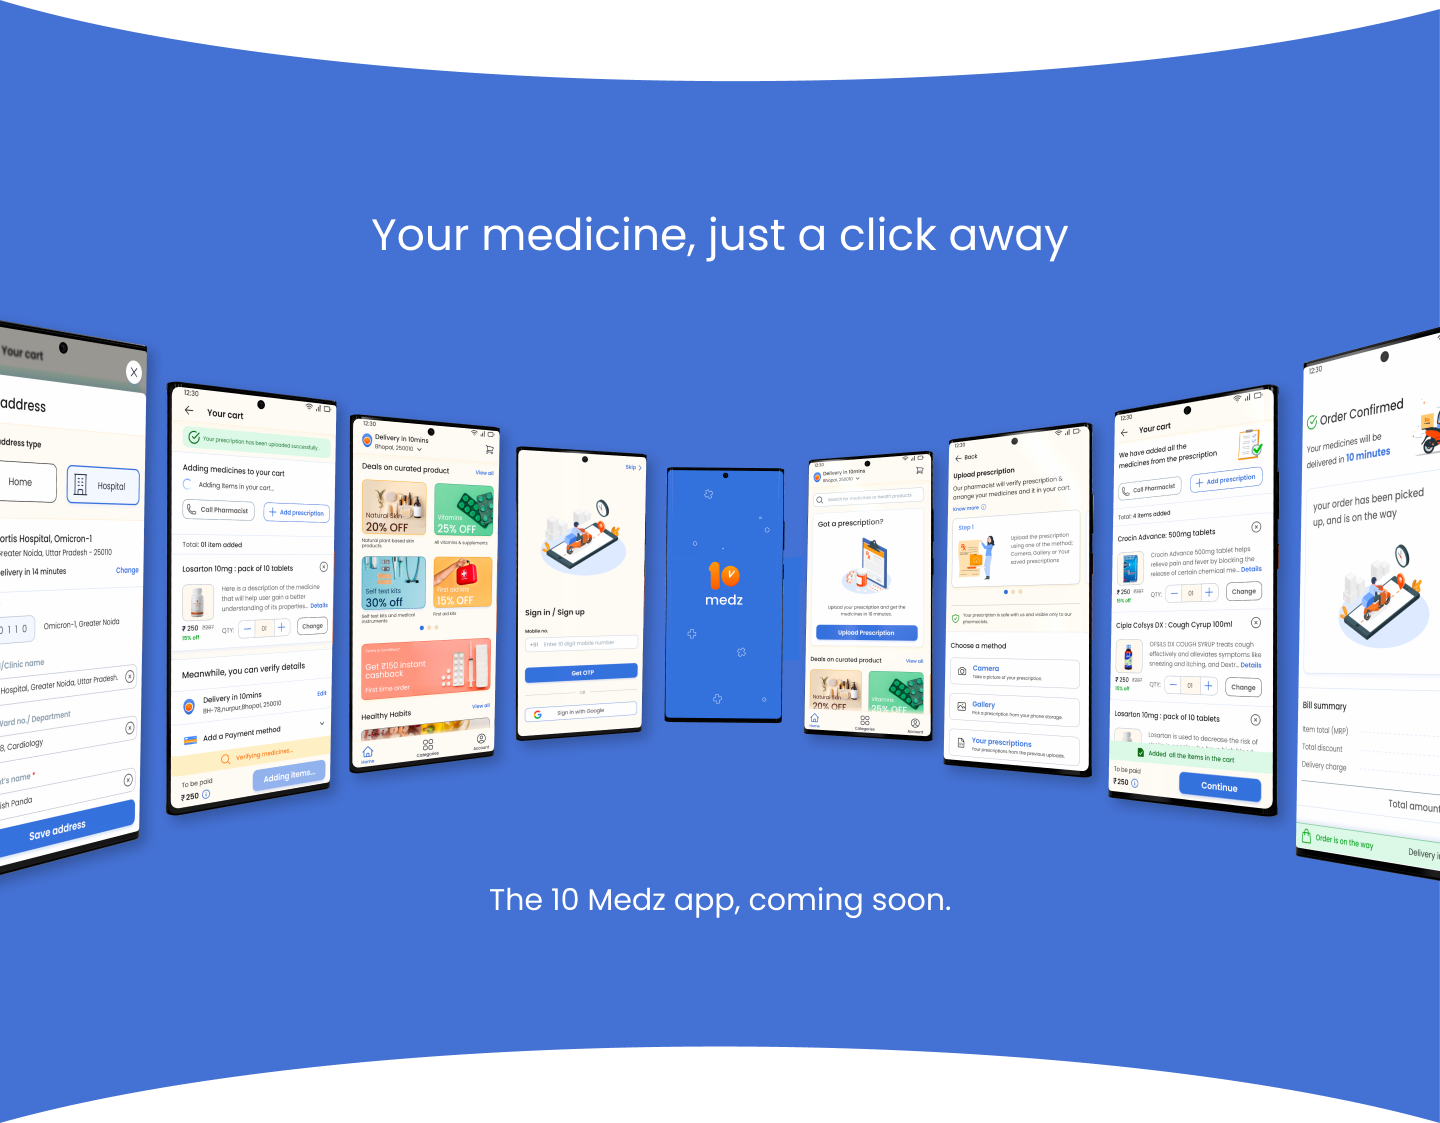 Your medicine, just a click away
Your cart
address
address type
Home
Hospital
ortis Hospital, Omicron-1
reater Noida, Uttar Pradesh - 250010
elivery in 14 minutes
Change
0 1 1 0
Omicron-1, Greater Noida
/Clinic name
Hospital, Greater Noida, Uttar Pradesh.
Ward no./ Department
8, Cardiology
t's name *
ish Panda
Save address
12:30
Your cart
Your prescription has been uploaded successfully.
Adding medicines to your cart
Adding items in your cart..
Call Pharmacist
+ Add prescription
Total: 01 item added
Losarton 10mg : pack of 10 tablets
Here is a description of the medicine
that will help user gain a better
understanding of its properties.. Details
₹ 250
15% off
QTY:
01
Change
Meanwhile, you can verify details
Delivery in 10mins
Edit
BH-78,nurpur,Bhopal, 250010
Add a Payment method
Verifying medicines...
To be paid
₹250
Adding items...
12:30
Delivery in 10mins
Bhopal, 250010
Deals on curated product
View all
Natural Skin
20% OFF
Vitamins
25% OFF
Natural plant based skin
products
All vitamins & supplements
Self test kits
30% off
First aid kits
15% OFF
Self test kits and medical
instruments
First aid kits
Get ₹150 instant
cashback
First time order
Healthy Habits
View all
Home
Categories
Account
Skip
Sign in / Sign up
Mobile no.
+91
Enter 10 digit mobile number
Get OTP
OR
Sign in with Google
10
medz
12:30
Delivery in 10mins
Bhopal, 250010
Search for medicines or health products
Got a prescription?
Upload your prescription and get the
medicines in 10 minutes.
Upload Prescription
Deals on curated product
View all
Natural Skin
20% OFF
Vitamins
25% OFF
Home
Categories
Account
12:30
Back
Upload prescription
Our pharmacist will verify prescription &
arrange your medicines and it in your cart.
Know more
Step 1
Upload the prescription
using one of the method;
Camera, Gallery or Your
saved prescriptions
Your prescription is safe with us and visible only to our
pharmacists.
Choose a method
Camera
Take a picture of your prescription.
Gallery
Pick a prescription from your phone storage.
Your prescriptions
Your prescriptions from the previous uploads.
12:30
Your cart
We have added all the
medicines from the prescription
Call Pharmacist
+ Add prescription
Total: 4 items added
Crocin Advance: 500mg tablets
Crocin Advance 500mg tablet helps
relieve pain and fever by blocking the
release of certain chemical me... Details
₹ 250
15% off
QTY:
01
Change
Cipla Cofsys DX : Cough Cyrup 100ml
OFSILS DX COUGH SYRUP treats cough
effectively and alleviates symptoms like
sneezing and itching, and Dextr... Details
₹ 250
15% off
QTY:
01
Change
Losartan 10mg : pack of 10 tablets
Losartan is used to decrease the risk of
Added all the items in the cart
To be paid
₹250
Continue
12:30
Order Confirmed
Your medicines will be
delivered in 10 minutes
your order has been picked
up, and is on the way
Bill summary
Item total (MRP)
Total discount
Delivery charge
Total amount
Order is on the way
Delivery in
The 10 Medz app, coming soon.